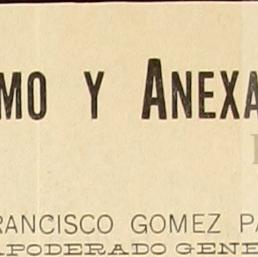 MO Y ANEXA
RANCISCO GOMEZ PA
APODERADO GENE